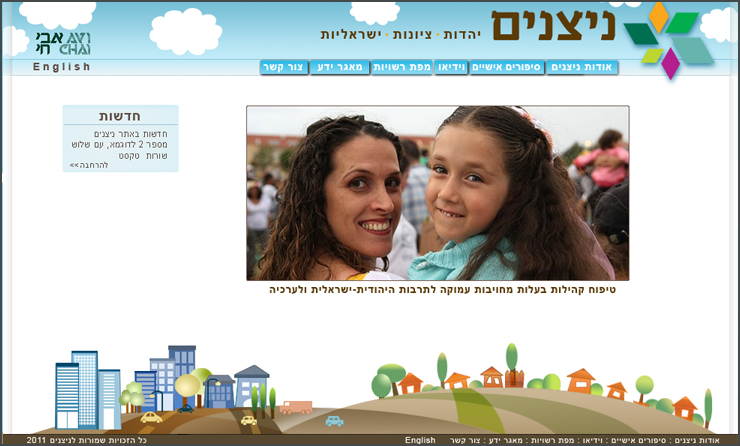 ניצנים
יהדות · ציונות · ישראליות
אבי AVI
חי CHAI
English
אודות ניצנים סיפורים אישיים וידיאו מפת רשויות מאגר ידע צור קשר
חדשות
חדשות באתר ניצנים
מספר 2 לדוגמא, עם שלוש
שורות טקסט
להרחבה>>
טיפוח קהילות בעלות מחויבות עמוקה לתרבות היהודית-ישראלית ולערכיה
אודות ניצנים : סיפורים אישיים : וידיאו : מפת רשויות : מאגר ידע : צור קשר English
כל הזכויות שמורות לניצנים 2011